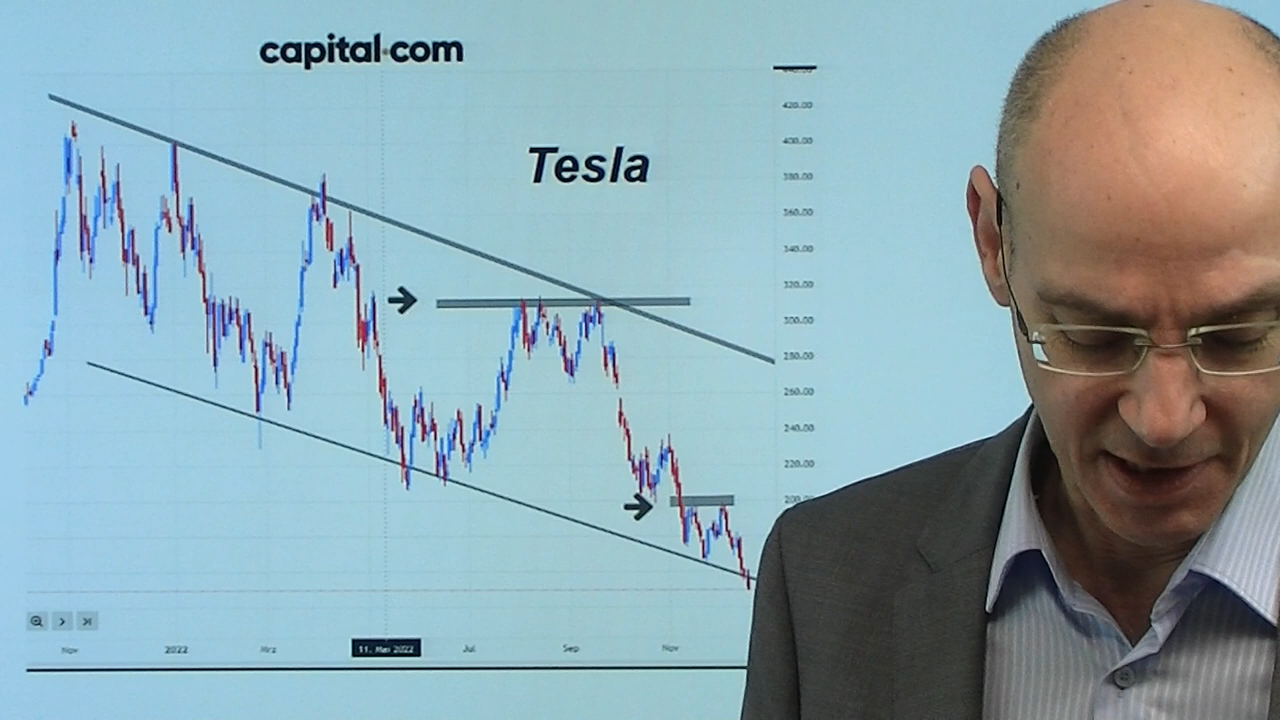 capital.com
Tesla
420.00
400.00
380.00
360.00
340.00
320.00
300.00
280.00
260.00
240.00
220.00
200.00
Nov
2022
Mrz
11. Mai 2022
Jul
Sep
Nov